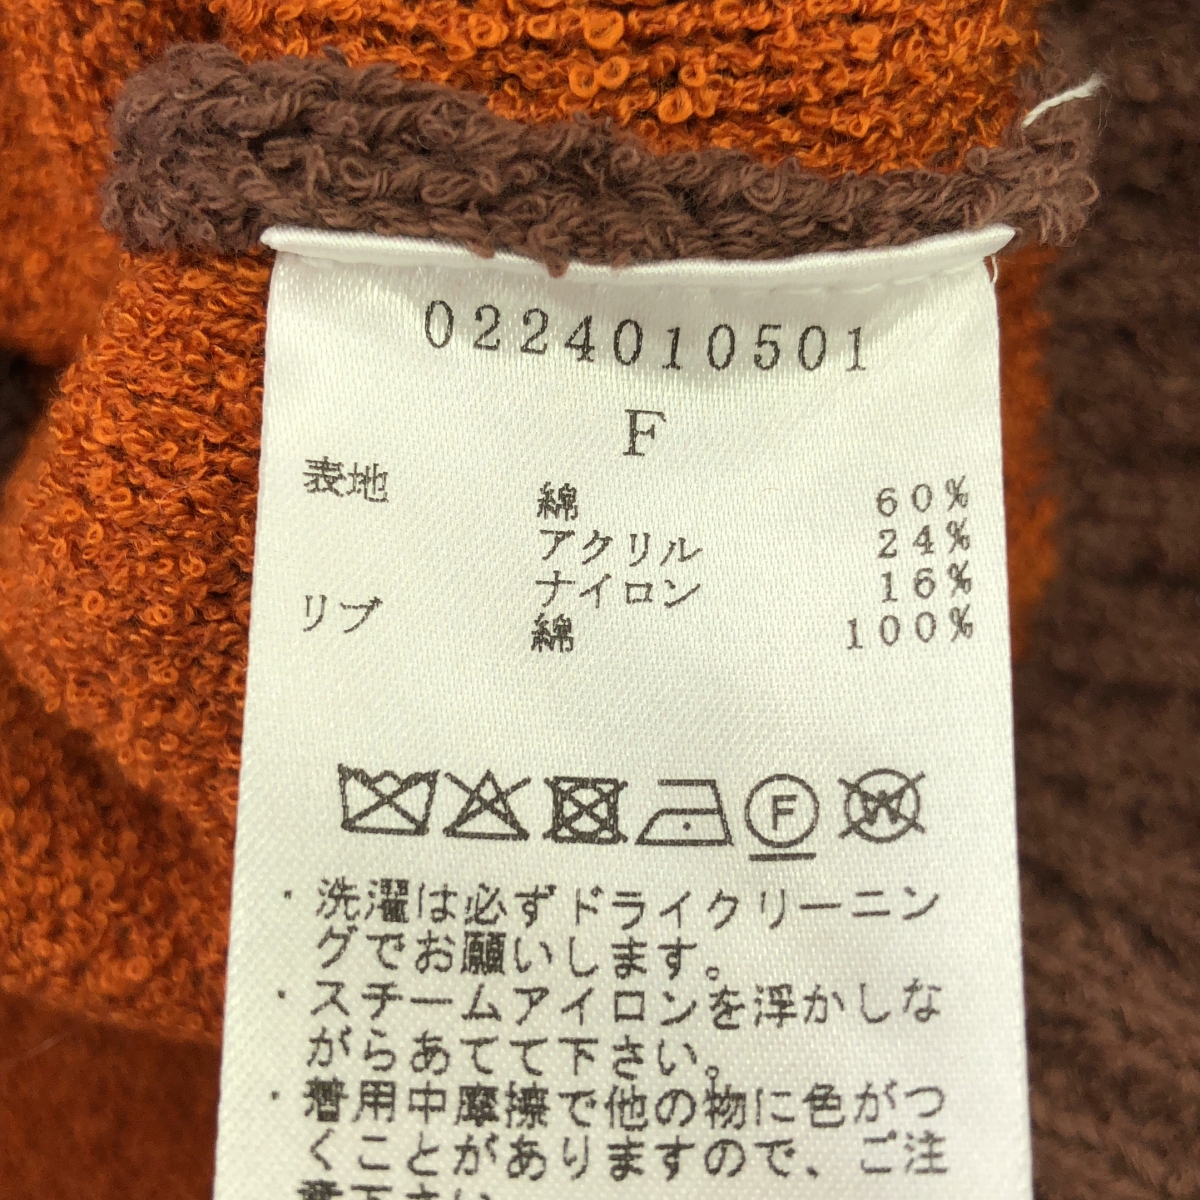 0224010501
F
表地 綿 60%
アクリル 24%
ナイロン 16%
リブ 綿 100%
F
W
・洗濯は必ずドライクリーニン
グでお願いします。
・スチームアイロンを浮かしな
がらあてて下さい。
・着用中摩擦で他の物に色がつ
くことがありますので、ご注
意下さい